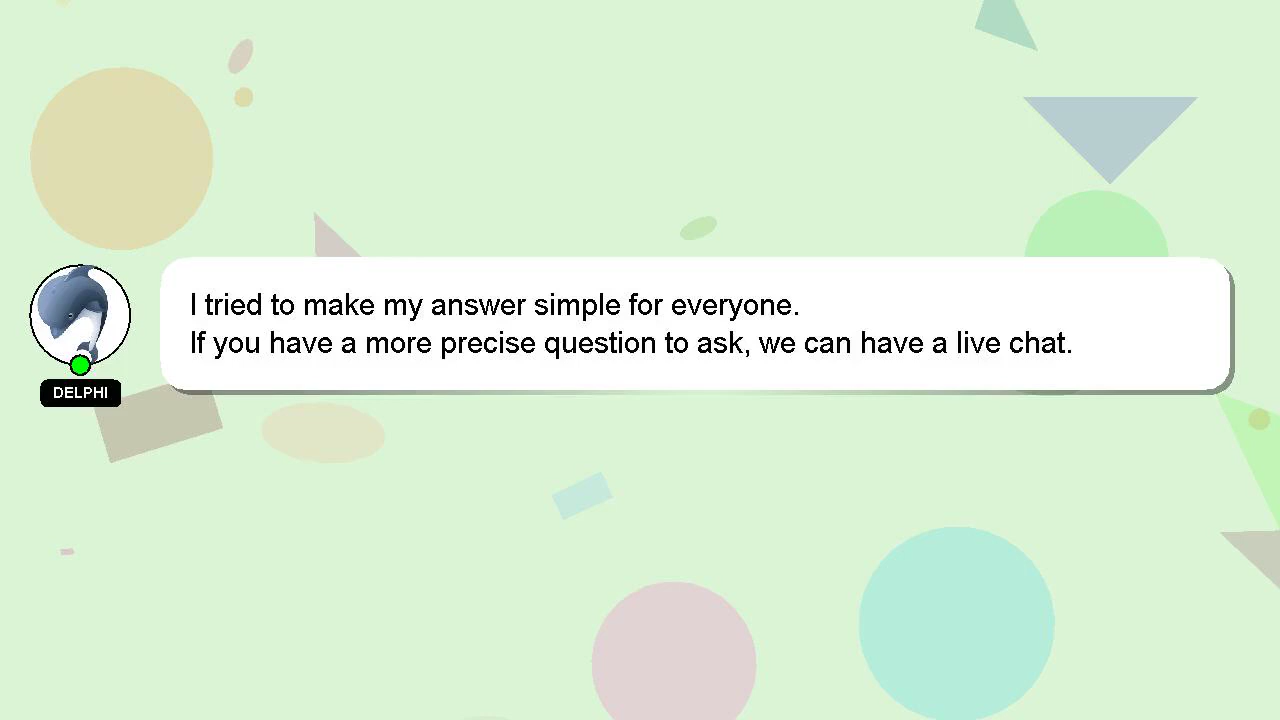 I tried to make my answer simple for everyone.
If you have a more precise question to ask, we can have a live chat.
DELPHI